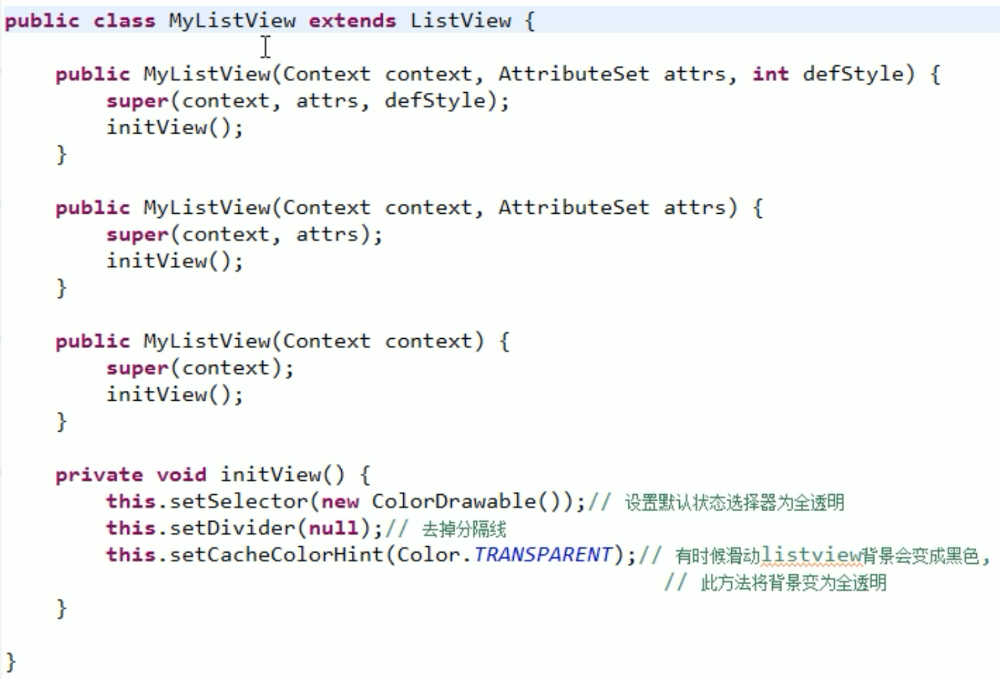 public class MyListView extends ListView {
public MyListView(Context context, AttributeSet attrs, int defStyle) {
super(context, attrs, defStyle);
initView();
}
public MyListView(Context context, AttributeSet attrs) {
super(context, attrs);
initView();
}
public MyListView(Context context) {
super(context);
initView();
}
private void initView() {
this.setSelector(new ColorDrawable());// 设置默认状态选择器为全透明
this.setDivider(null);// 去掉分隔线
this.setCacheColorHint(Color.TRANSPARENT);// 有时候滑动listview背景会变成黑色,
// 此方法将背景变为全透明
}
}